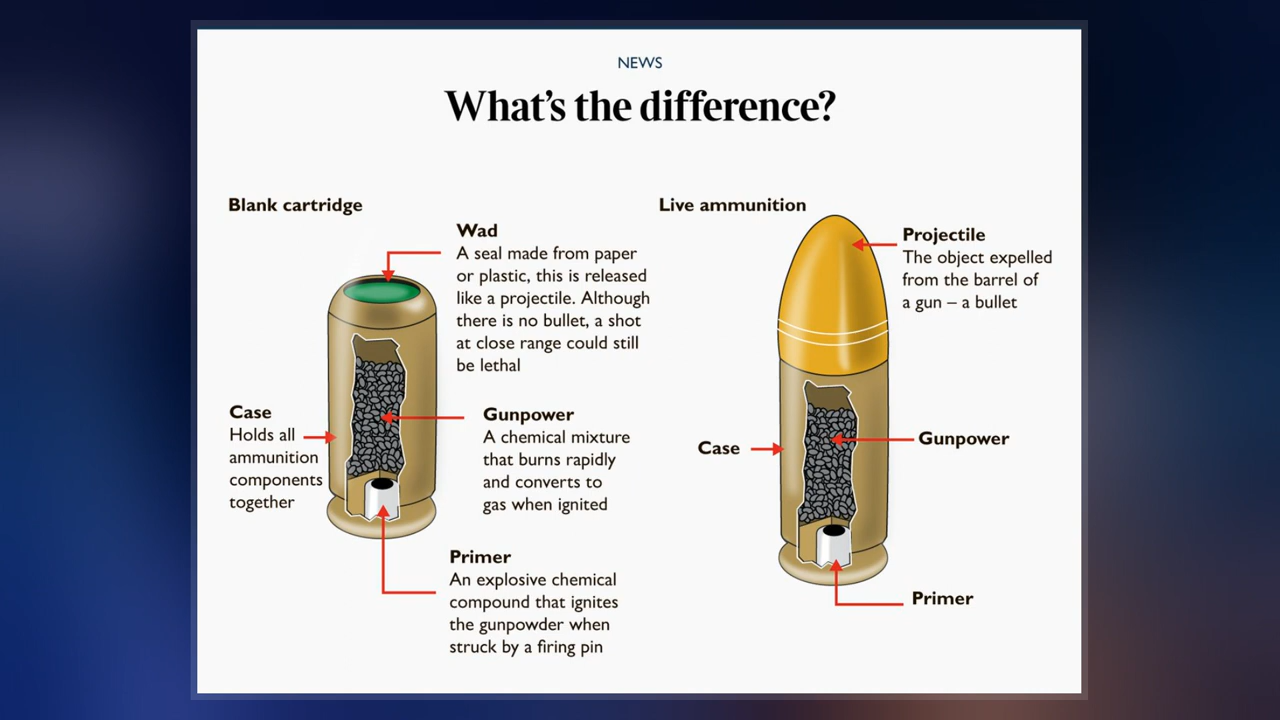 NEWS
What's the difference?
Blank cartridge
Wad
A seal made from paper
or plastic, this is released
like a projectile. Although
there is no bullet, a shot
at close range could still
be lethal
Case
Holds all
ammunition
components
together
Gunpower
A chemical mixture
that burns rapidly
and converts to
gas when ignited
Primer
An explosive chemical
compound that ignites
the gunpowder when
struck by a firing pin
Live ammunition
Projectile
The object expelled
from the barrel of
a gun – a bullet
Case
Gunpower
Primer